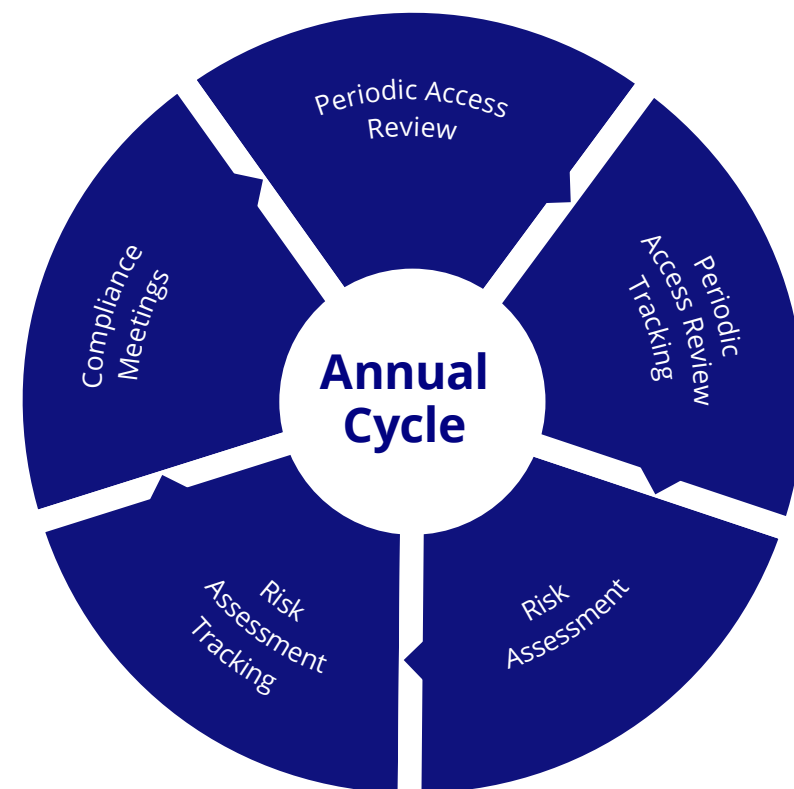 Periodic Access
Review
Periodic
Access Review
Tracking
Risk
Assessment
Risk
Assessment
Tracking
Compliance
Meetings
Annual
Cycle